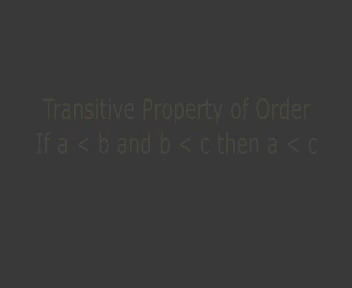 Transitive Property of Order
If a < b and b < c then a < c